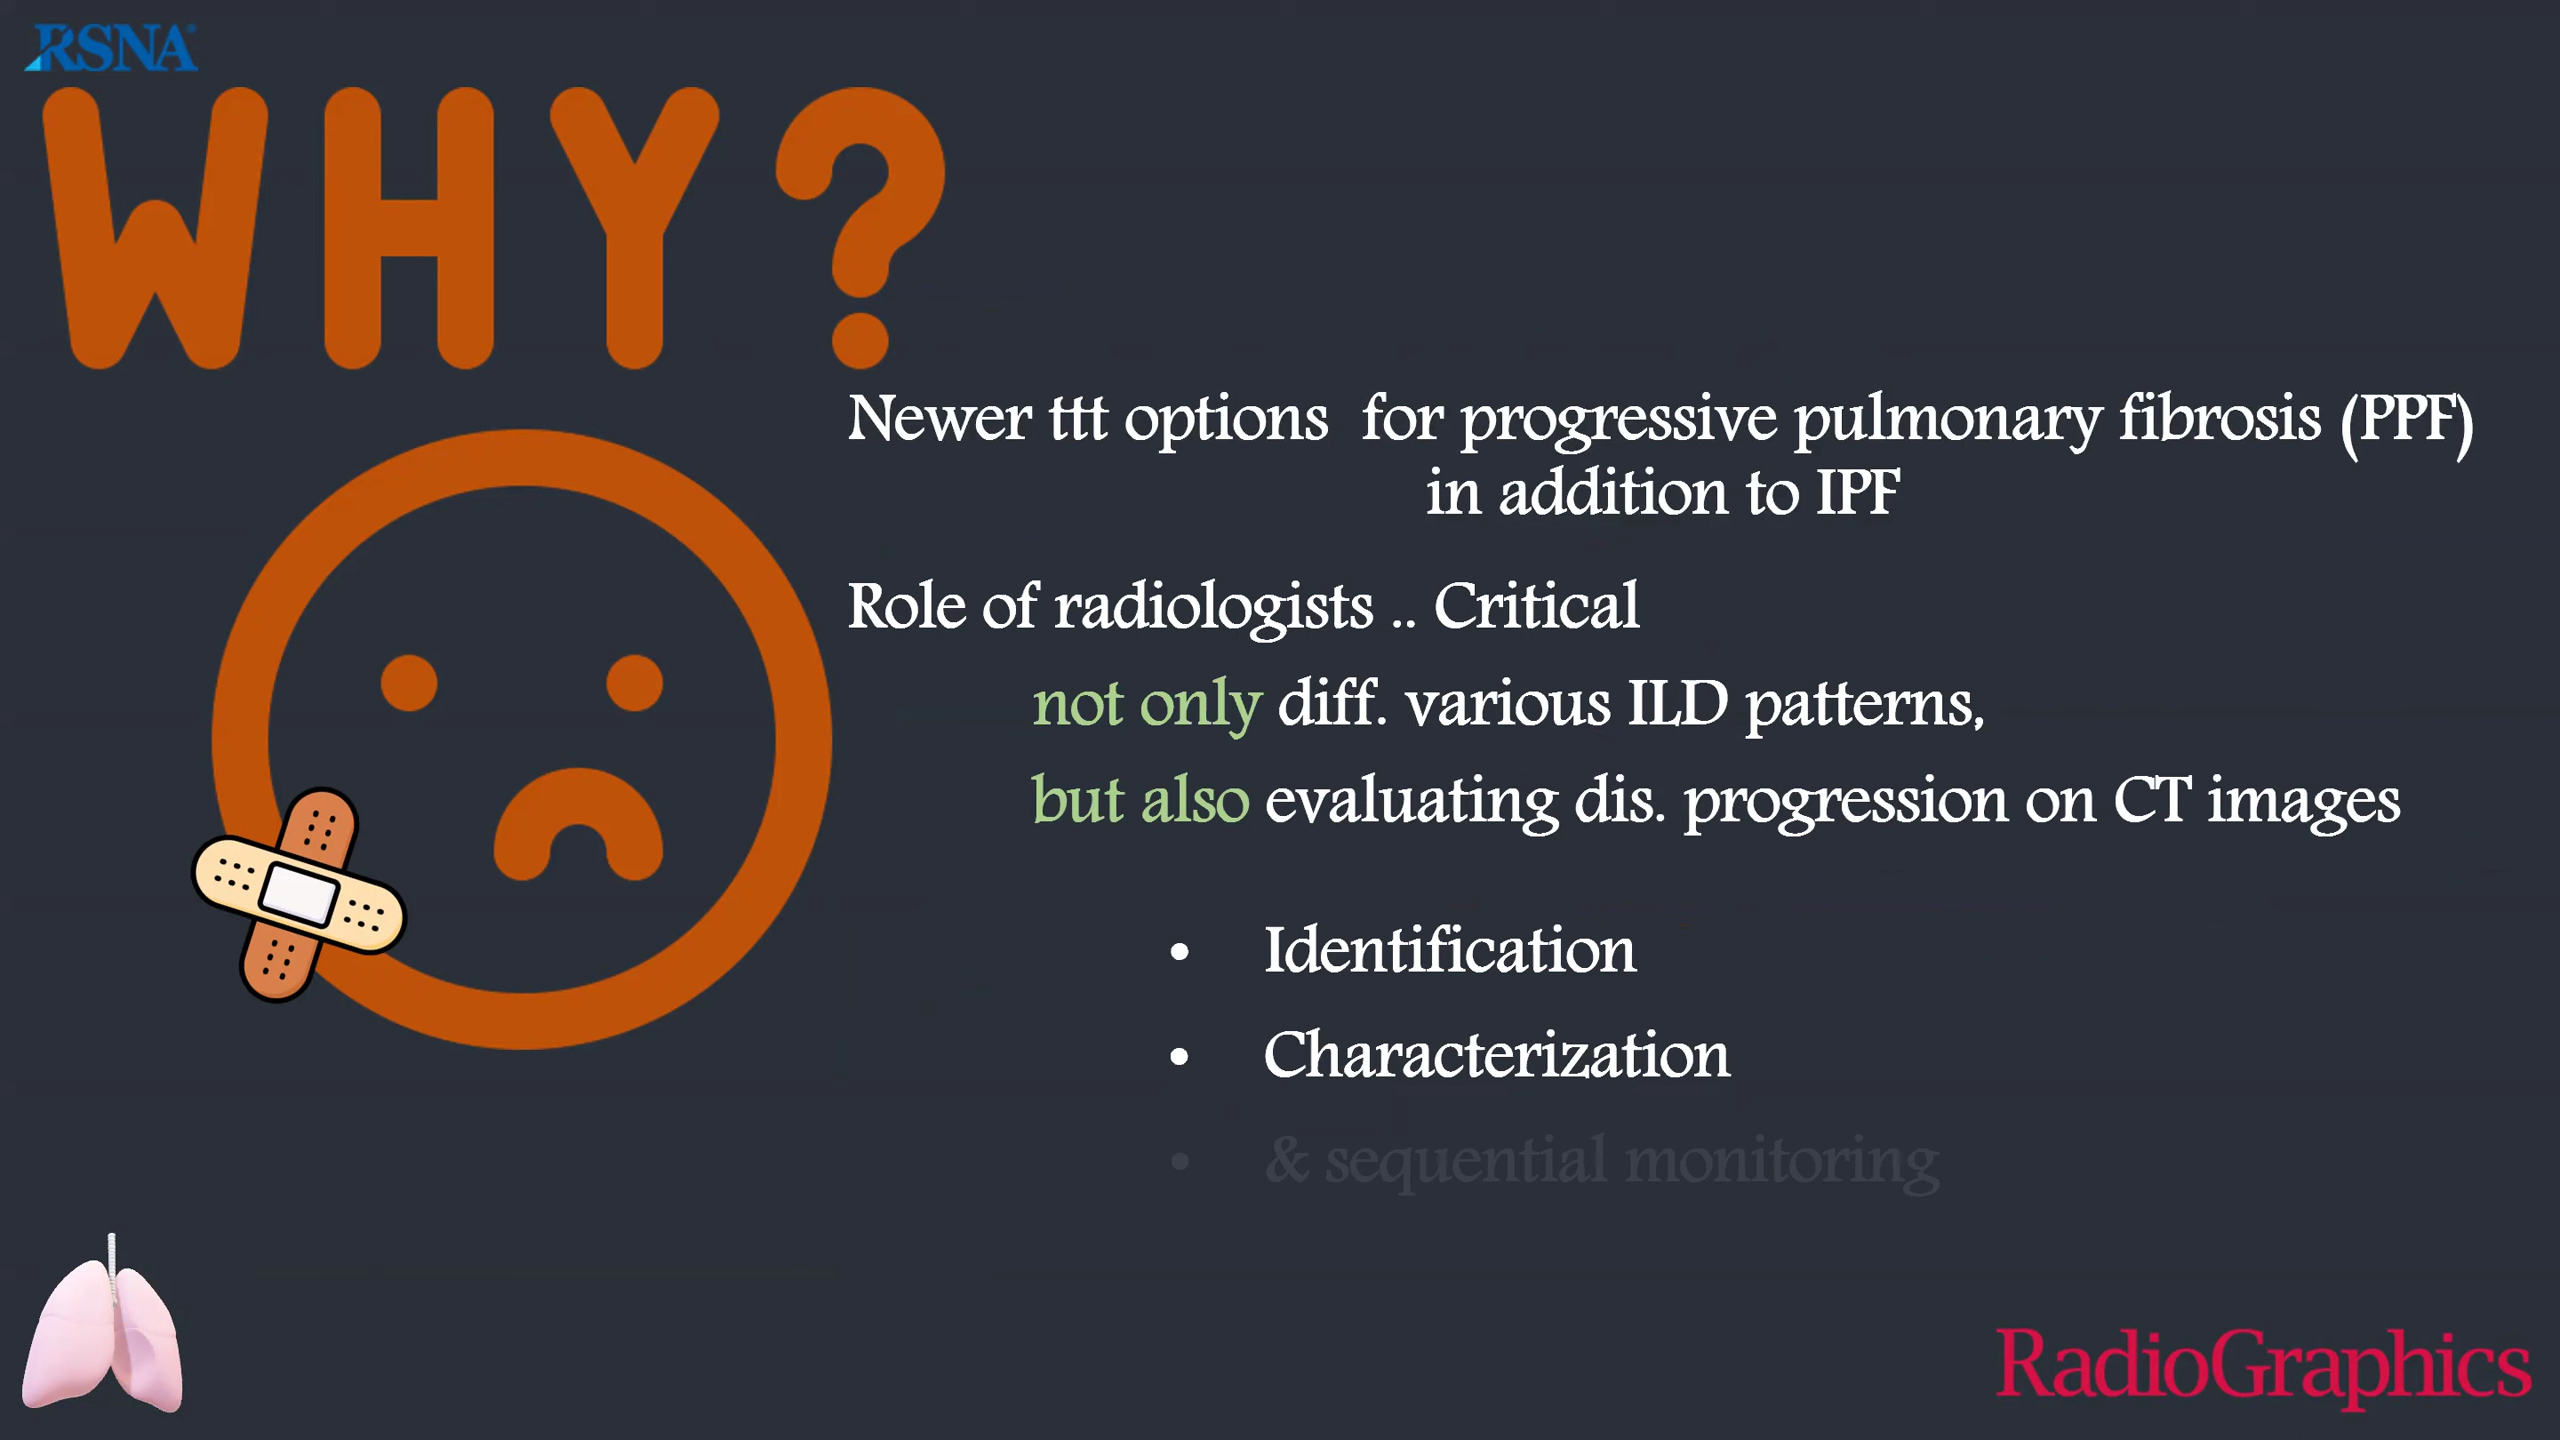 RSNA
WHY?
Newer ttt options for progressive pulmonary fibrosis (PPF)
in addition to IPF
Role of radiologists .. Critical
not only diff. various ILD patterns,
but also evaluating dis. progression on CT images
• Identification
• Characterization
• & sequential monitoring
RadioGraphics